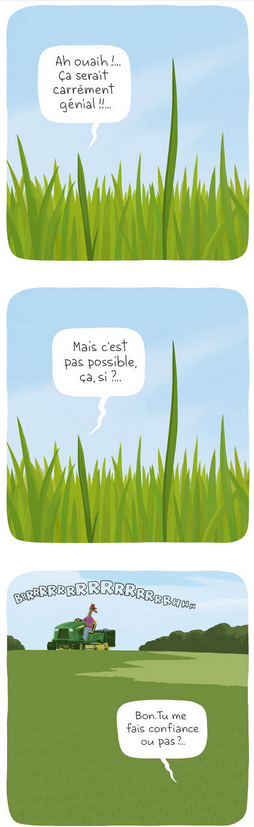 Ah ouaih !...
Ça serait
carrément
génial !!...
Mais c'est
pas possible,
ça, si ?...
BRRRRRRRRRRRRRRRRRUHHH
Bon. Tu me
fais confiance
ou pas ?...